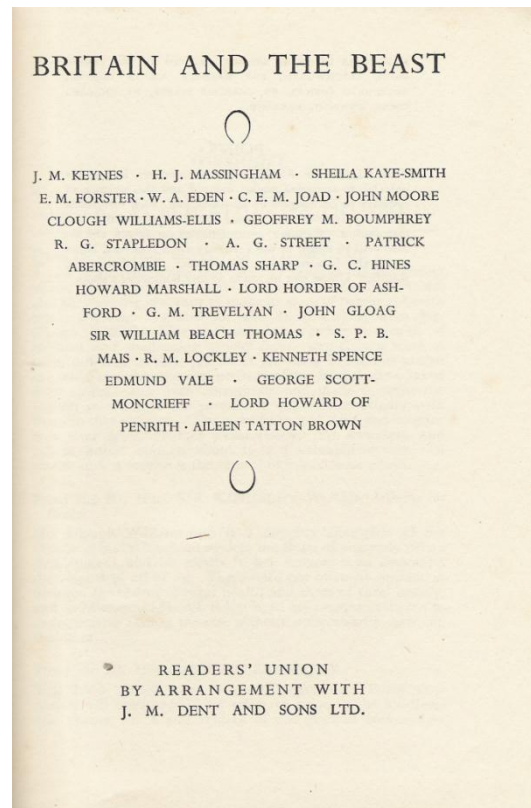 BRITAIN AND THE BEAST
J. M. KEYNES · H. J. MASSINGHAM · SHEILA KAYE-SMITH
E. M. FORSTER · W. A. EDEN · C. E. M. JOAD · JOHN MOORE
CLOUGH WILLIAMS-ELLIS · GEOFFREY M. BOUMPHREY
R. G. STAPLEDON · A. G. STREET · PATRICK
ABERCROMBIE · THOMAS SHARP · G. C. HINES
HOWARD MARSHALL · LORD HORDER OF ASH-
FORD · G. M. TREVELYAN · JOHN GLOAG
SIR WILLIAM BEACH THOMAS · S. P. B.
MAIS · R. M. LOCKLEY · KENNETH SPENCE
EDMUND VALE · GEORGE SCOTT-
MONCRIEFF · LORD HOWARD OF
PENRITH · AILEEN TATTON BROWN
READERS' UNION
BY ARRANGEMENT WITH
J. M. DENT AND SONS LTD.